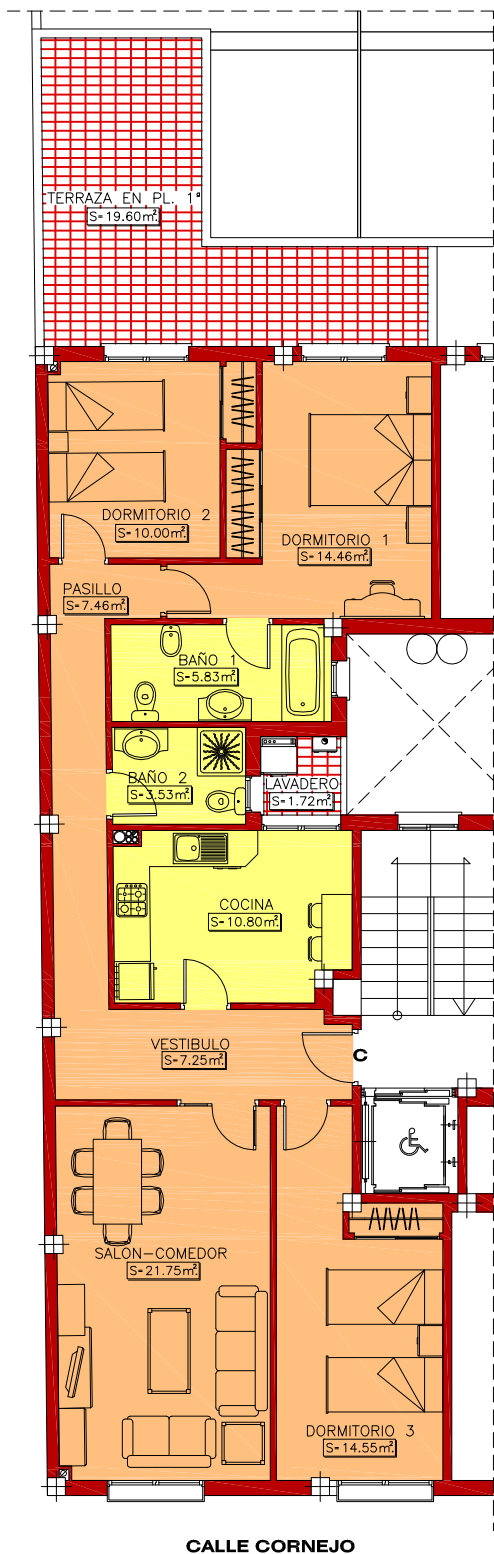 TERRAZA EN PL. 1ª
S=19.60m².
DORMITORIO 2
S=10.00m².
DORMITORIO 1
S=14.46m².
PASILLO
S=7.46m².
BAÑO 1
S=5.83m².
BAÑO 2
S=3.53m².
LAVADERO
S=1.72m².
COCINA
S=10.80m².
VESTIBULO
S=7.25m².
C
SALON-COMEDOR
S=21.75m².
DORMITORIO 3
S=14.55m².
CALLE CORNEJO